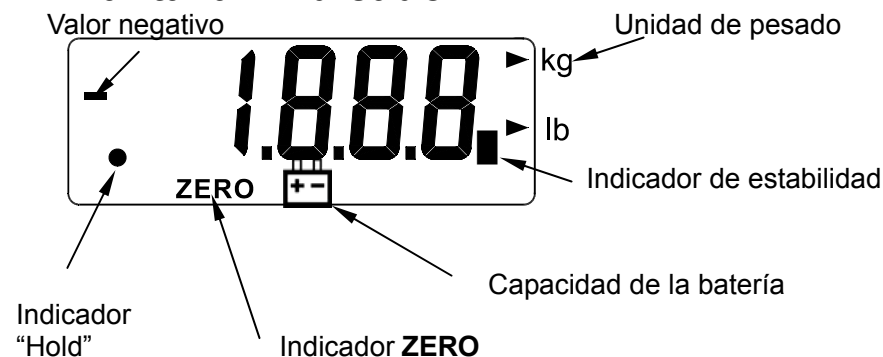 Valor negativo
Unidad de pesado
1.8.8.8.
kg
lb
ZERO
+ -
Indicador de estabilidad
Capacidad de la batería
Indicador
“Hold”
Indicador ZERO